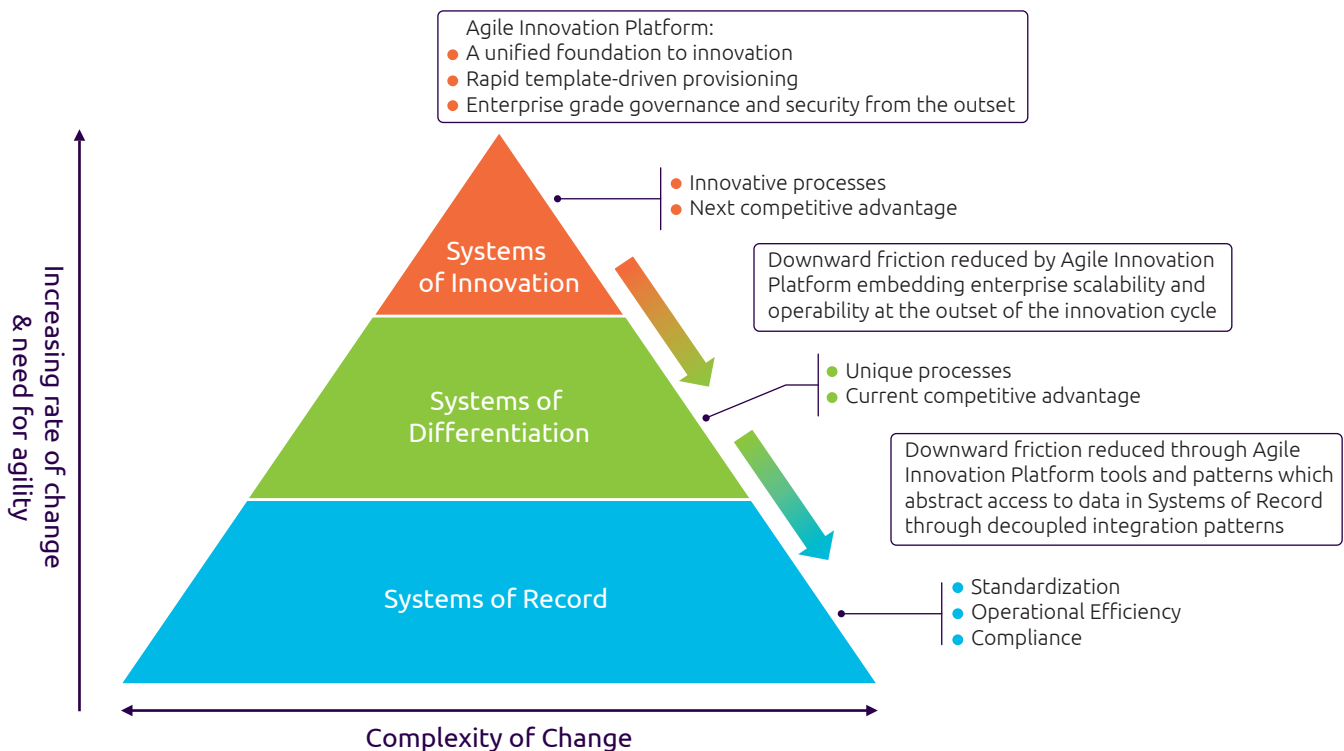 Agile Innovation Platform:
A unified foundation to innovation
Rapid template-driven provisioning
Enterprise grade governance and security from the outset
Innovative processes
Next competitive advantage
Systems
of Innovation
Downward friction reduced by Agile Innovation
Platform embedding enterprise scalability and
operability at the outset of the innovation cycle
Increasing rate of change
& need for agility
Unique processes
Current competitive advantage
Systems of
Differentiation
Downward friction reduced through Agile
Innovation Platform tools and patterns which
abstract access to data in Systems of Record
through decoupled integration patterns
Systems of Record
Standardization
Operational Efficiency
Compliance
Complexity of Change